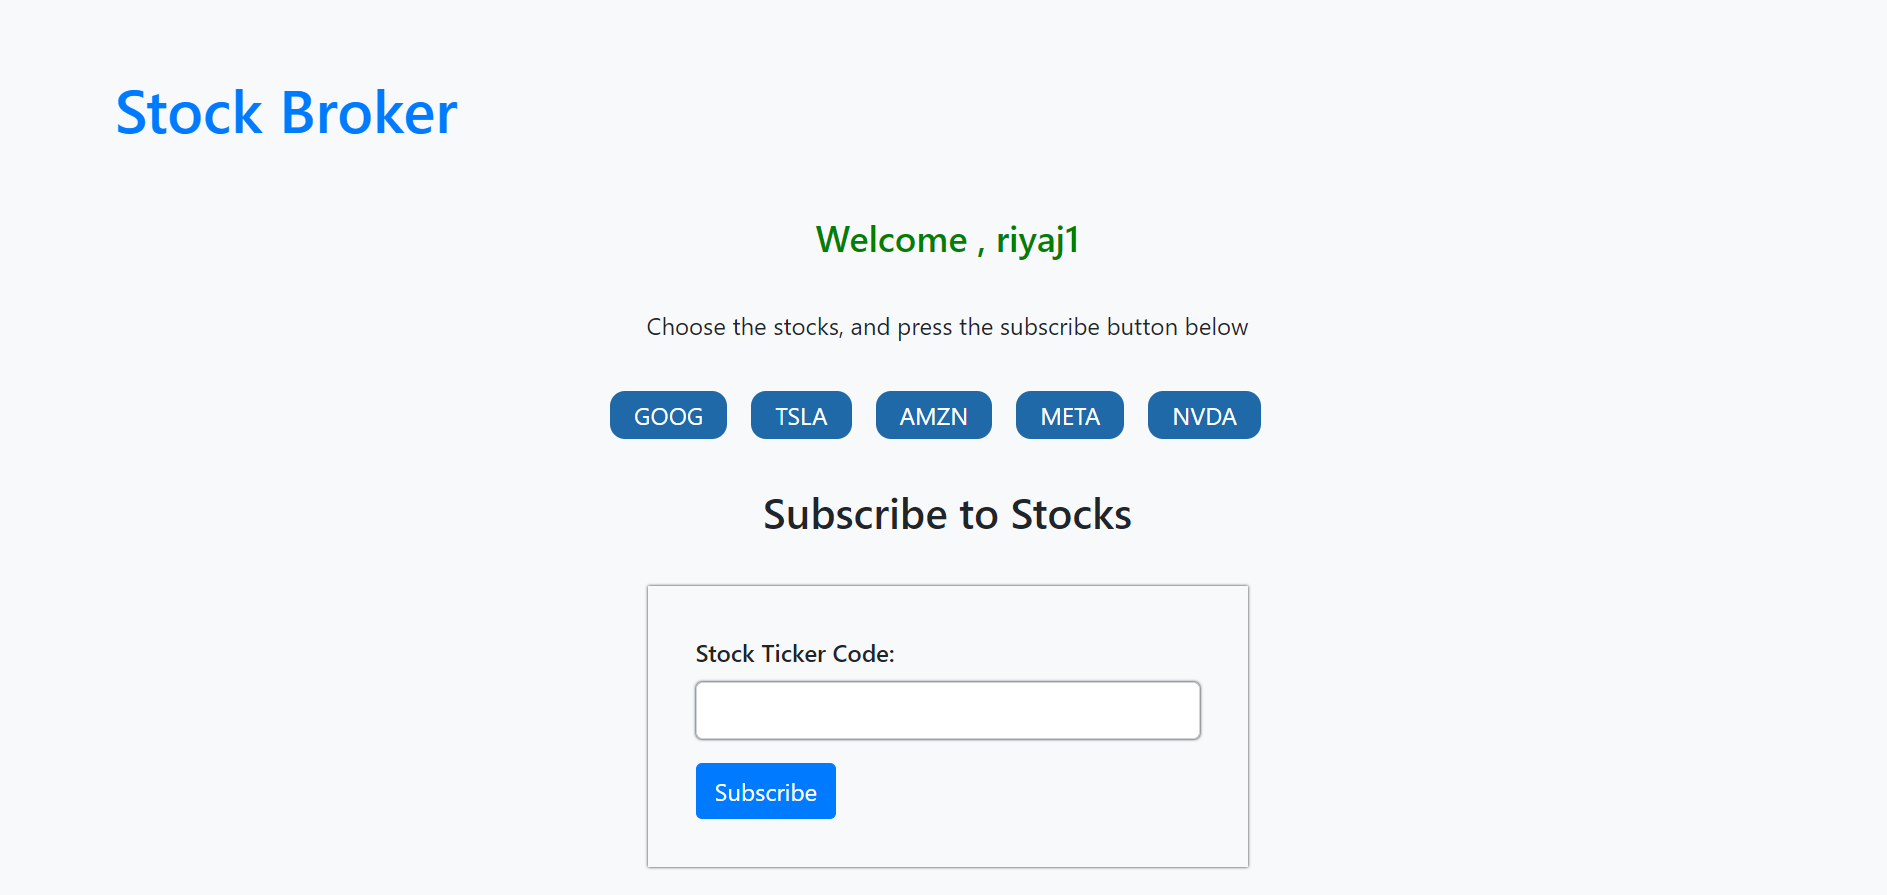 Stock Broker
Welcome , riyaj1
Choose the stocks, and press the subscribe button below
GOOG TSLA AMZN META NVDA
Subscribe to Stocks
Stock Ticker Code:
Subscribe